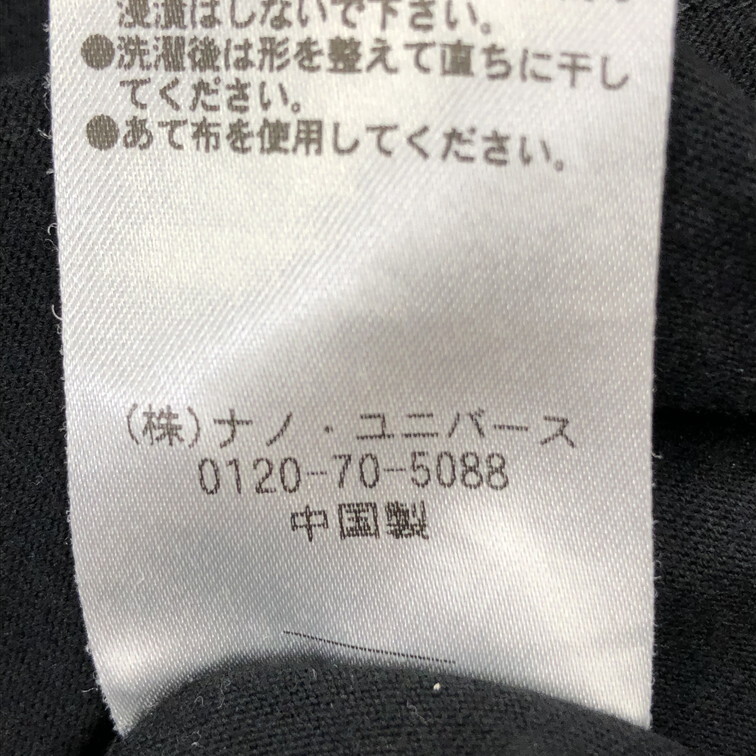 浸漬はしないで下さい。
●洗濯後は形を整えて直ちに干し
てください。
●あて布を使用してください。
(株)ナノ・ユニバース
0120-70-5088
中国製